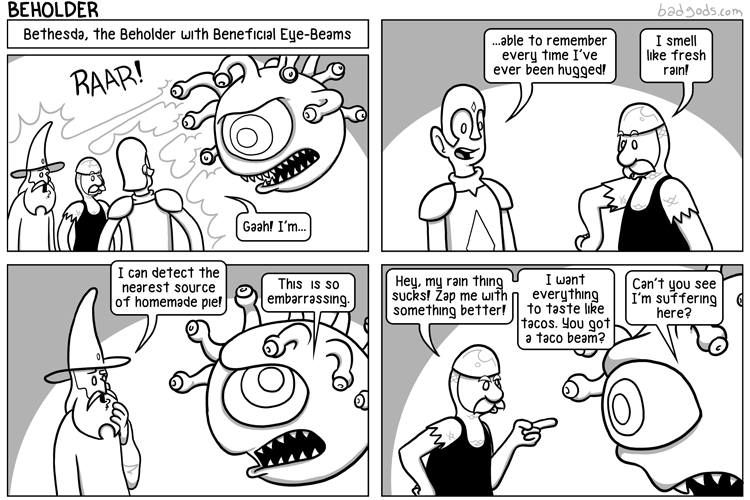 BEHOLDER
badgods.com
Bethesda, the Beholder with Beneficial Eye-Beams
RAAR!
Gaah! I'm...
...able to remember
every time I've
ever been hugged!
I smell
like fresh
rain!
I can detect the
nearest source
of homemade pie!
This is so
embarrassing.
Hey, my rain thing
sucks! Zap me with
something better!
I want
everything
to taste like
tacos. You got
a taco beam?
Can't you see
I'm suffering
here?